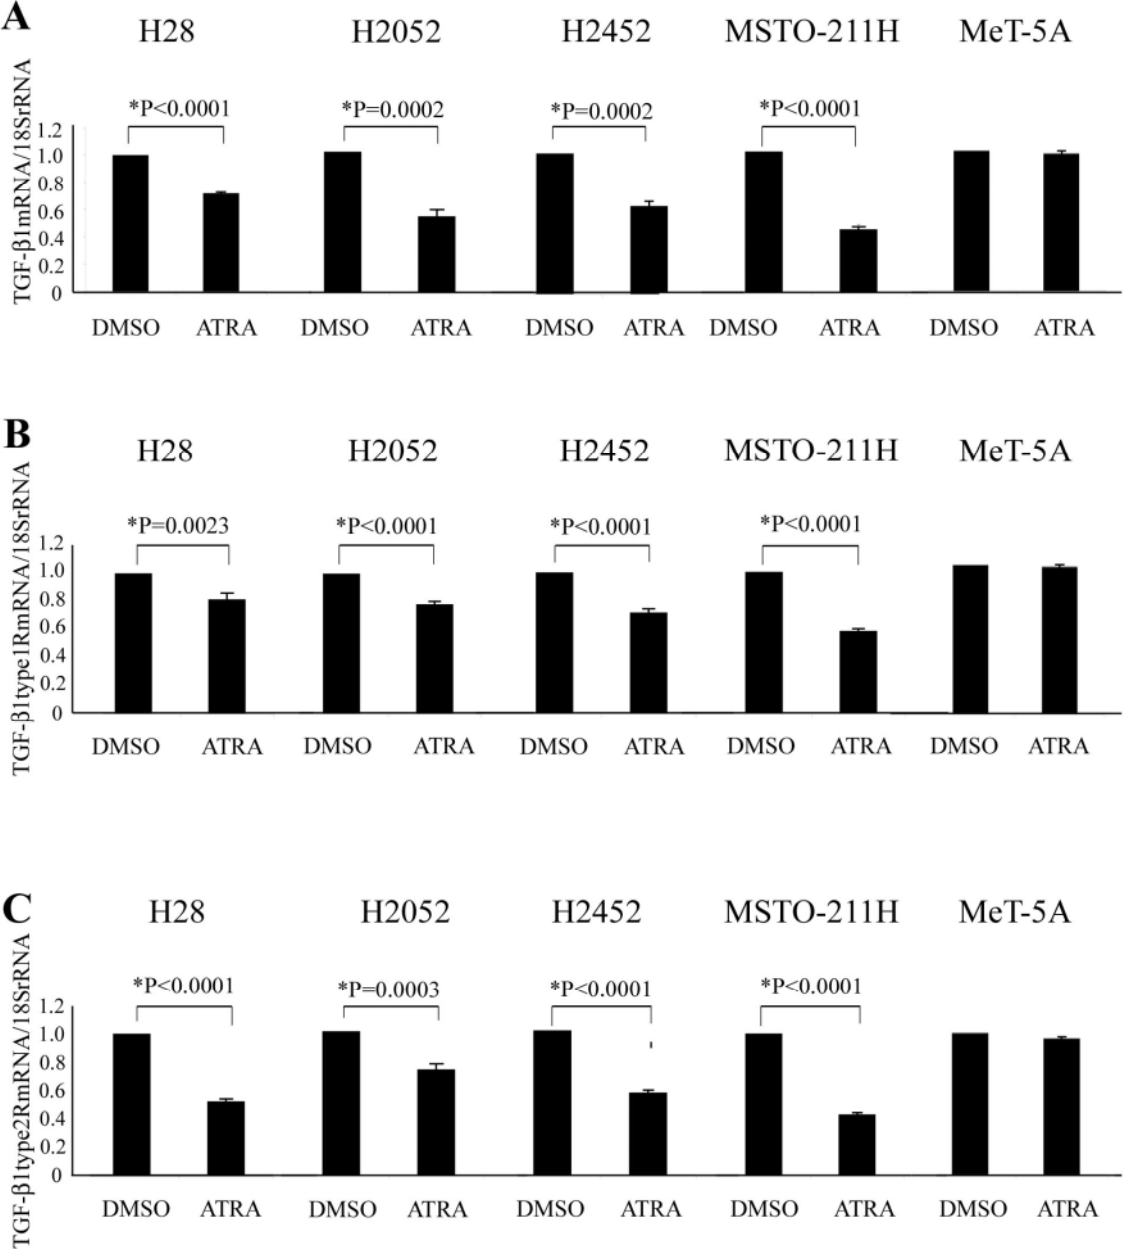 A
H28 H2052 H2452 MSTO-211H MeT-5A
TGF-β1mRNA/18SrRNA
*P<0.0001 *P=0.0002 *P=0.0002 *P<0.0001
1.2
1.0
0.8
0.6
0.4
0.2
0
DMSO ATRA DMSO ATRA DMSO ATRA DMSO ATRA DMSO ATRA
B
H28 H2052 H2452 MSTO-211H MeT-5A
TGF-β1type1RmRNA/18SrRNA
*P=0.0023 *P<0.0001 *P<0.0001 *P<0.0001
1.2
1.0
0.8
0.6
0.4
0.2
0
DMSO ATRA DMSO ATRA DMSO ATRA DMSO ATRA DMSO ATRA
C
H28 H2052 H2452 MSTO-211H MeT-5A
TGF-β1type2RmRNA/18SrRNA
*P<0.0001 *P=0.0003 *P<0.0001 *P<0.0001
1.2
1.0
0.8
0.6
0.4
0.2
0
DMSO ATRA DMSO ATRA DMSO ATRA DMSO ATRA DMSO ATRA